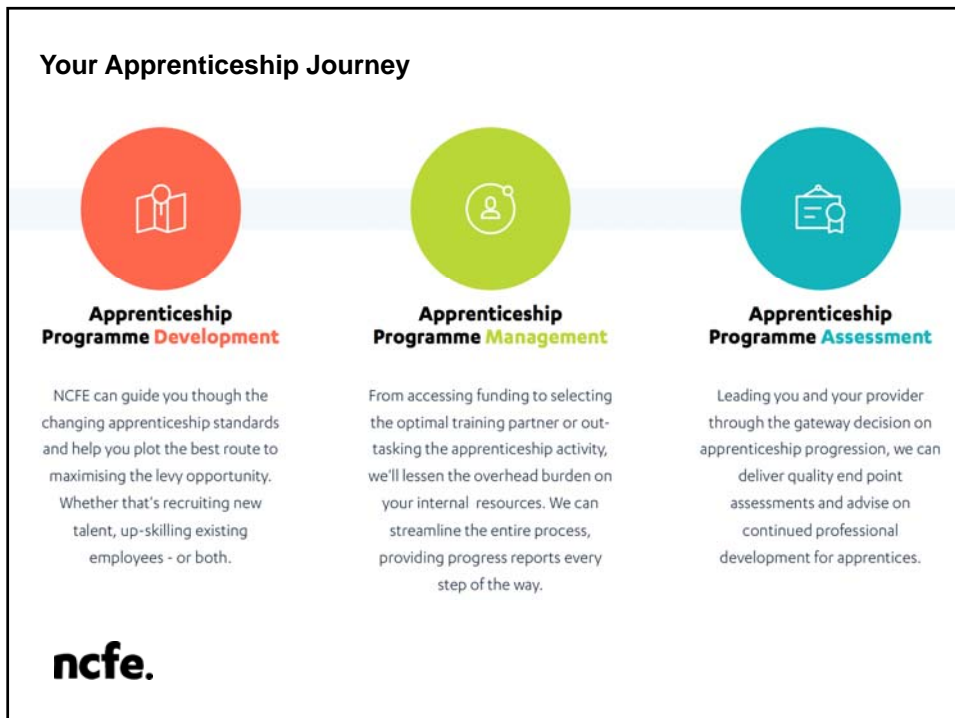 Your Apprenticeship Journey
Apprenticeship
Programme Development
NCFE can guide you though the
changing apprenticeship standards
and help you plot the best route to
maximising the levy opportunity.
Whether that's recruiting new
talent, up-skilling existing
employees - or both.
Apprenticeship
Programme Management
From accessing funding to selecting
the optimal training partner or out-
tasking the apprenticeship activity,
we'll lessen the overhead burden on
your internal resources. We can
streamline the entire process,
providing progress reports every
step of the way.
Apprenticeship
Programme Assessment
Leading you and your provider
through the gateway decision on
apprenticeship progression, we can
deliver quality end point
assessments and advise on
continued professional
development for apprentices.
ncfe.